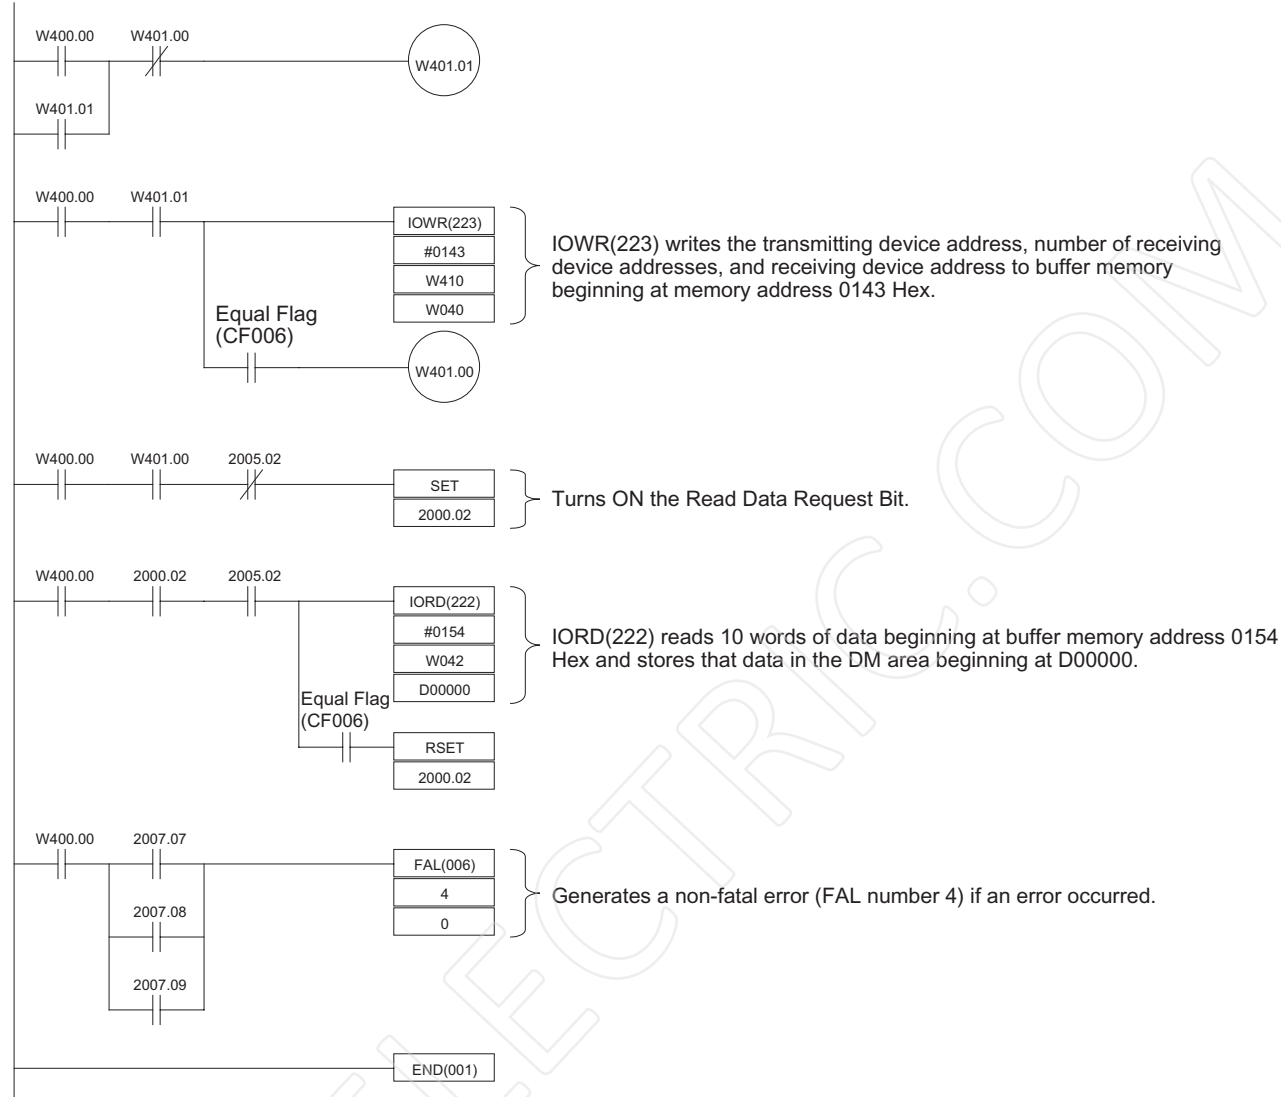 W400.00 W401.00
W401.01
W401.01
W400.00 W401.01
IOWR(223)
#0143
W410
W040
IOWR(223) writes the transmitting device address, number of receiving
device addresses, and receiving device address to buffer memory
beginning at memory address 0143 Hex.
Equal Flag
(CF006)
W401.00
W400.00 W401.00 2005.02
SET
2000.02
Turns ON the Read Data Request Bit.
W400.00 2000.02 2005.02
IORD(222)
#0154
W042
D00000
IORD(222) reads 10 words of data beginning at buffer memory address 0154
Hex and stores that data in the DM area beginning at D00000.
Equal Flag
(CF006)
RSET
2000.02
W400.00 2007.07
FAL(006)
4
0
Generates a non-fatal error (FAL number 4) if an error occurred.
2007.08
2007.09
END(001)
ELECTRIC.COM